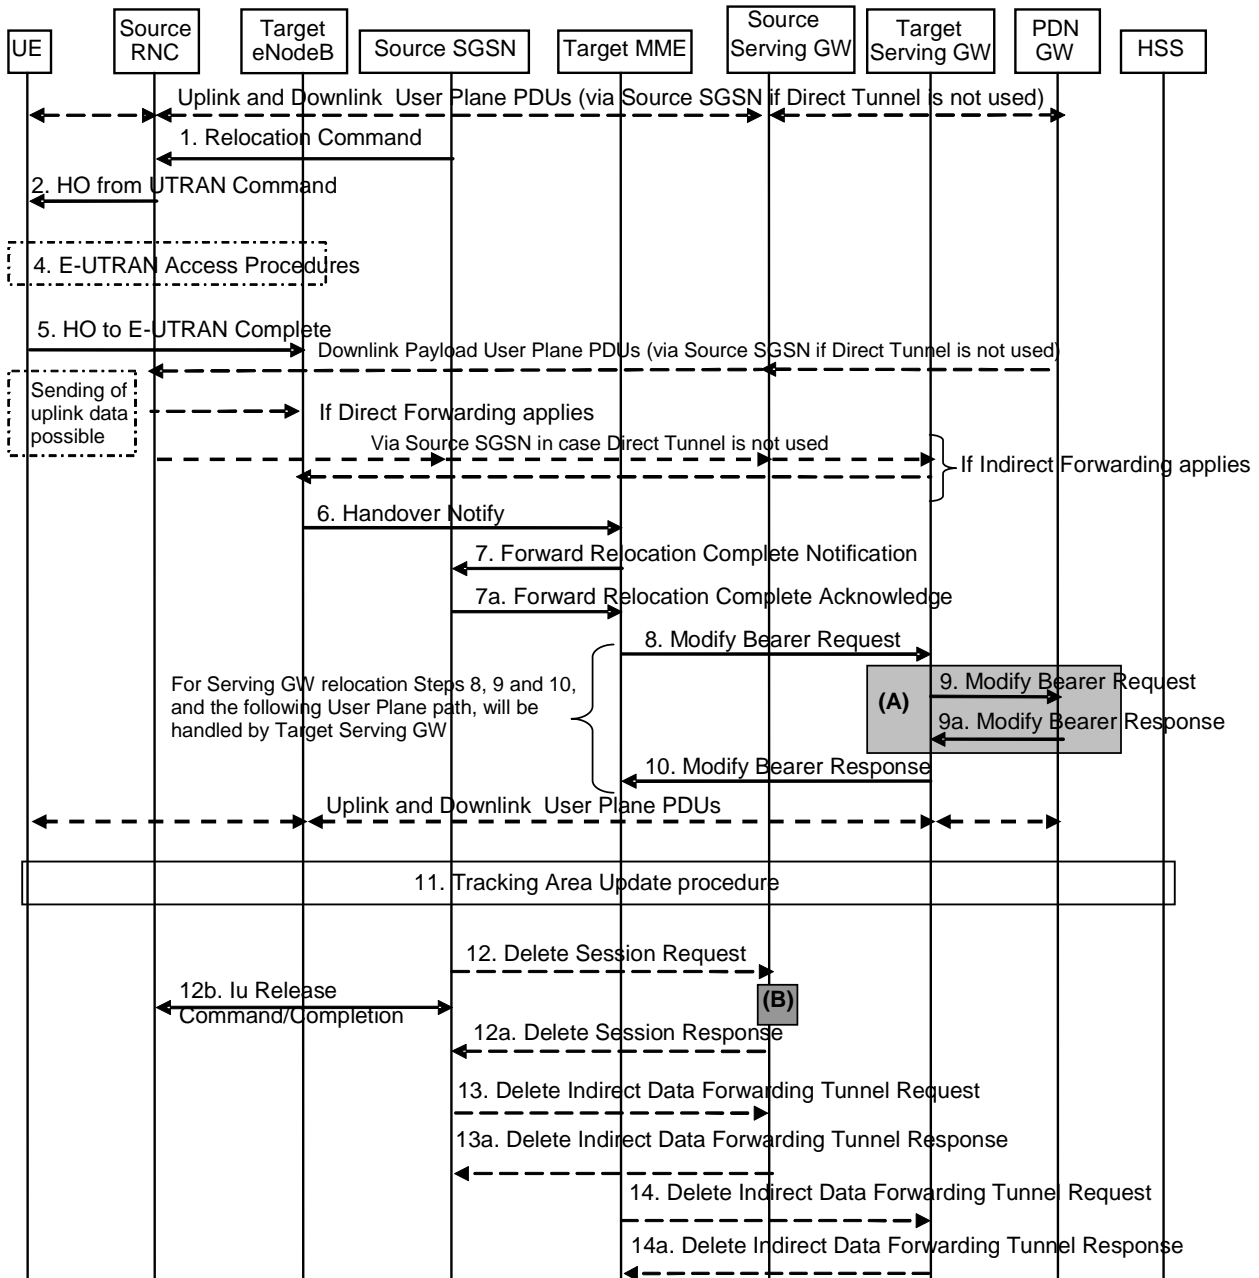 UE
Source
RNC
Target
eNodeB
Source SGSN
Target MME
Source
Serving GW
Target
Serving GW
PDN
GW
HSS
Uplink and Downlink User Plane PDUs (via Source SGSN if Direct Tunnel is not used)
1. Relocation Command
2. HO from UTRAN Command
4. E-UTRAN Access Procedures
5. HO to E-UTRAN Complete
Downlink Payload User Plane PDUs (via Source SGSN if Direct Tunnel is not used)
Sending of
uplink data
possible
If Direct Forwarding applies
Via Source SGSN in case Direct Tunnel is not used
If Indirect Forwarding applies
6. Handover Notify
7. Forward Relocation Complete Notification
7a. Forward Relocation Complete Acknowledge
8. Modify Bearer Request
For Serving GW relocation Steps 8, 9 and 10,
and the following User Plane path, will be
handled by Target Serving GW
(A)
9. Modify Bearer Request
9a. Modify Bearer Response
10. Modify Bearer Response
Uplink and Downlink User Plane PDUs
11. Tracking Area Update procedure
12. Delete Session Request
12b. Iu Release
Command/Completion
(B)
12a. Delete Session Response
13. Delete Indirect Data Forwarding Tunnel Request
13a. Delete Indirect Data Forwarding Tunnel Response
14. Delete Indirect Data Forwarding Tunnel Request
14a. Delete Indirect Data Forwarding Tunnel Response